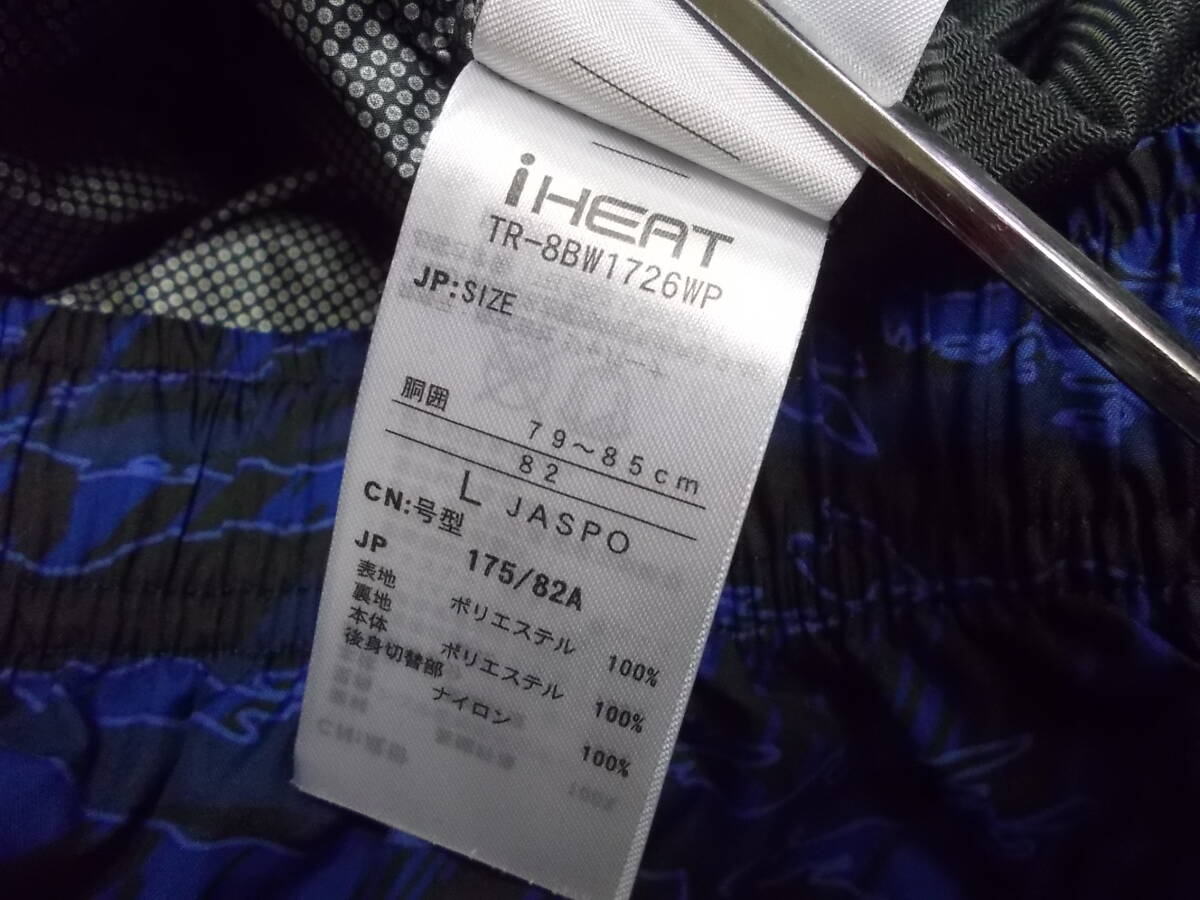 iHEAT
TR-8BW1726WP
JP:SIZE
胴囲
79〜85cm
82
L JASPO
CN:号型
175/82A
JP
表地
ポリエステル 100%
裏地
本体
ポリエステル 100%
後身切替部
ナイロン 100%